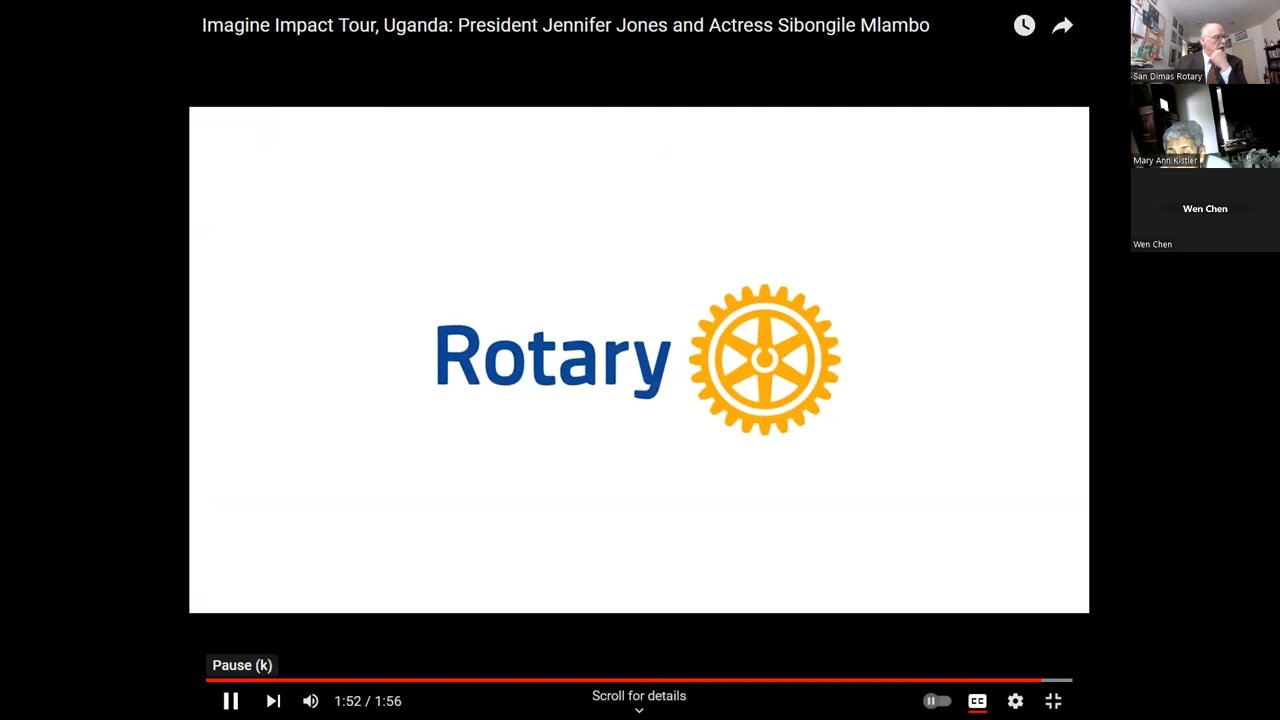 Imagine Impact Tour, Uganda: President Jennifer Jones and Actress Sibongile Mlambo
San Dimas Rotary
Mary Ann Kistler
Wen Chen
Wen Chen
Rotary
Pause (k)
1:52 / 1:56
Scroll for details
CC